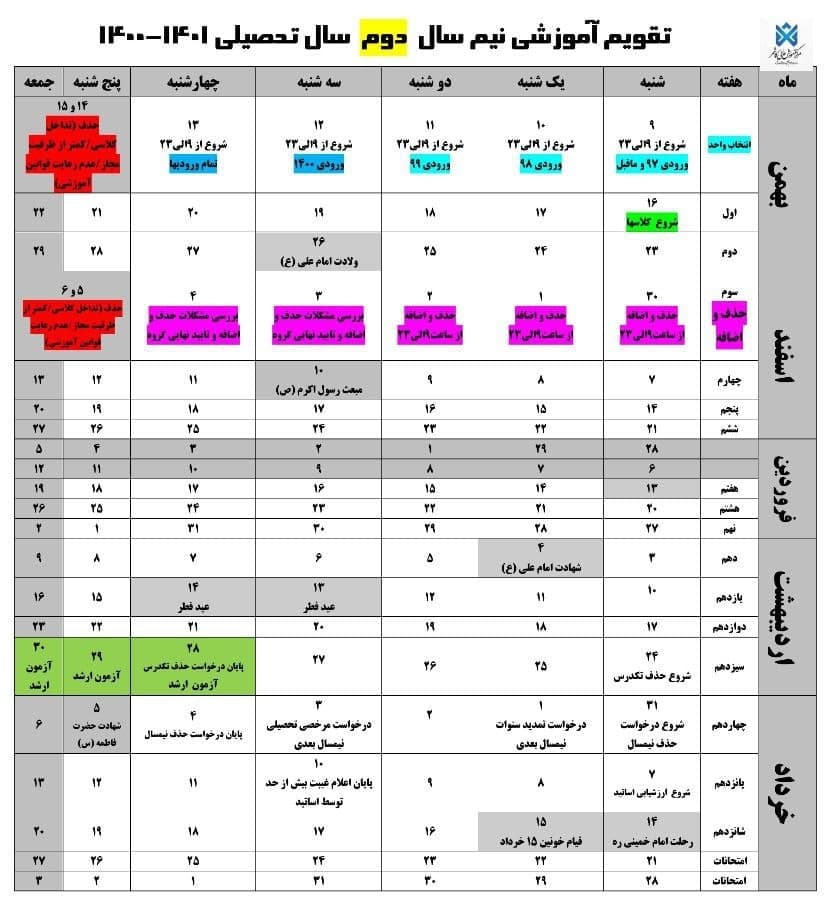 تقویم آموزشی نیم سال دوم سال تحصیلی ۱۴۰۱-۱۴۰۰
ماه هفته شنبه یک شنبه دو شنبه سه شنبه چهارشنبه پنج شنبه جمعه
بهمن
انتخاب واحد
۹
شروع از ۹الی۲۳
ورودی ۹۷ و ماقبل
۱۰
شروع از ۹الی۲۳
ورودی ۹۸
۱۱
شروع از ۹الی۲۳
ورودی ۹۹
۱۲
شروع از ۹الی۲۳
ورودی ۱۴۰۰
۱۳
شروع از ۹الی۲۳
تمام ورودیها
۱۴ و ۱۵
حذف (تداخل
کلاسی/کمتر از ظرفیت
مجاز/عدم رعایت قوانین
آموزشی)
اول
۱۶
شروع کلاسها
۱۷ ۱۸ ۱۹ ۲۰ ۲۱ ۲۲
دوم ۲۳ ۲۴ ۲۵
۲۶
ولادت امام علی (ع)
۲۷ ۲۸ ۲۹
اسفند
سوم
حذف و
اضافه
۳۰
حذف و اضافه
از ساعت۹الی۲۳
۱
حذف و اضافه
از ساعت۹الی۲۳
۲
حذف و اضافه
از ساعت۹الی۲۳
۳
بررسی مشکلات حذف و
اضافه و تایید نهایی گروه
۴
بررسی مشکلات حذف و
اضافه و تایید نهایی گروه
۵ و ۶
حذف (تداخل کلاسی/کمتر از
ظرفیت مجاز /عدم رعایت
قوانین آموزشی)
چهارم ۷ ۸ ۹
۱۰
مبعث رسول اکرم (ص)
۱۱ ۱۲ ۱۳
پنجم ۱۴ ۱۵ ۱۶ ۱۷ ۱۸ ۱۹ ۲۰
ششم ۲۱ ۲۲ ۲۳ ۲۴ ۲۵ ۲۶ ۲۷
فروردین
۲۸ ۲۹ ۱ ۲ ۳ ۴ ۵
۶ ۷ ۸ ۹ ۱۰ ۱۱ ۱۲
هفتم ۱۳ ۱۴ ۱۵ ۱۶ ۱۷ ۱۸ ۱۹
هشتم ۲۰ ۲۱ ۲۲ ۲۳ ۲۴ ۲۵ ۲۶
نهم ۲۷ ۲۸ ۲۹ ۳۰ ۳۱ ۱ ۲
اردیبهشت
دهم ۳
۴
شهادت امام علی (ع)
۵ ۶ ۷ ۸ ۹
یازدهم ۱۰ ۱۱ ۱۲
۱۳
عید فطر
۱۴
عید فطر
۱۵ ۱۶
دوازدهم ۱۷ ۱۸ ۱۹ ۲۰ ۲۱ ۲۲ ۲۳
سیزدهم
۲۴
شروع حذف تکدرس
۲۵ ۲۶ ۲۷
۲۸
پایان درخواست حذف تکدرس
آزمون ارشد
۲۹
آزمون ارشد
۳۰
آزمون
ارشد
خرداد
چهاردهم
۳۱
شروع درخواست
حذف نیمسال
۱
درخواست تمدید سنوات
نیمسال بعدی
۲
۳
درخواست مرخصی تحصیلی
نیمسال بعدی
۴
پایان درخواست حذف نیمسال
۵
شهادت حضرت
فاطمه (س)
۶
پانزدهم
۷
شروع ارزشیابی اساتید
۸ ۹
۱۰
پایان اعلام غیبت بیش از حد
توسط اساتید
۱۱ ۱۲ ۱۳
شانزدهم
۱۴
رحلت امام خمینی ره
۱۵
قیام خونین ۱۵ خرداد
۱۶ ۱۷ ۱۸ ۱۹ ۲۰
امتحانات ۲۱ ۲۲ ۲۳ ۲۴ ۲۵ ۲۶ ۲۷
امتحانات ۲۸ ۲۹ ۳۰ ۳۱ ۱ ۲ ۳